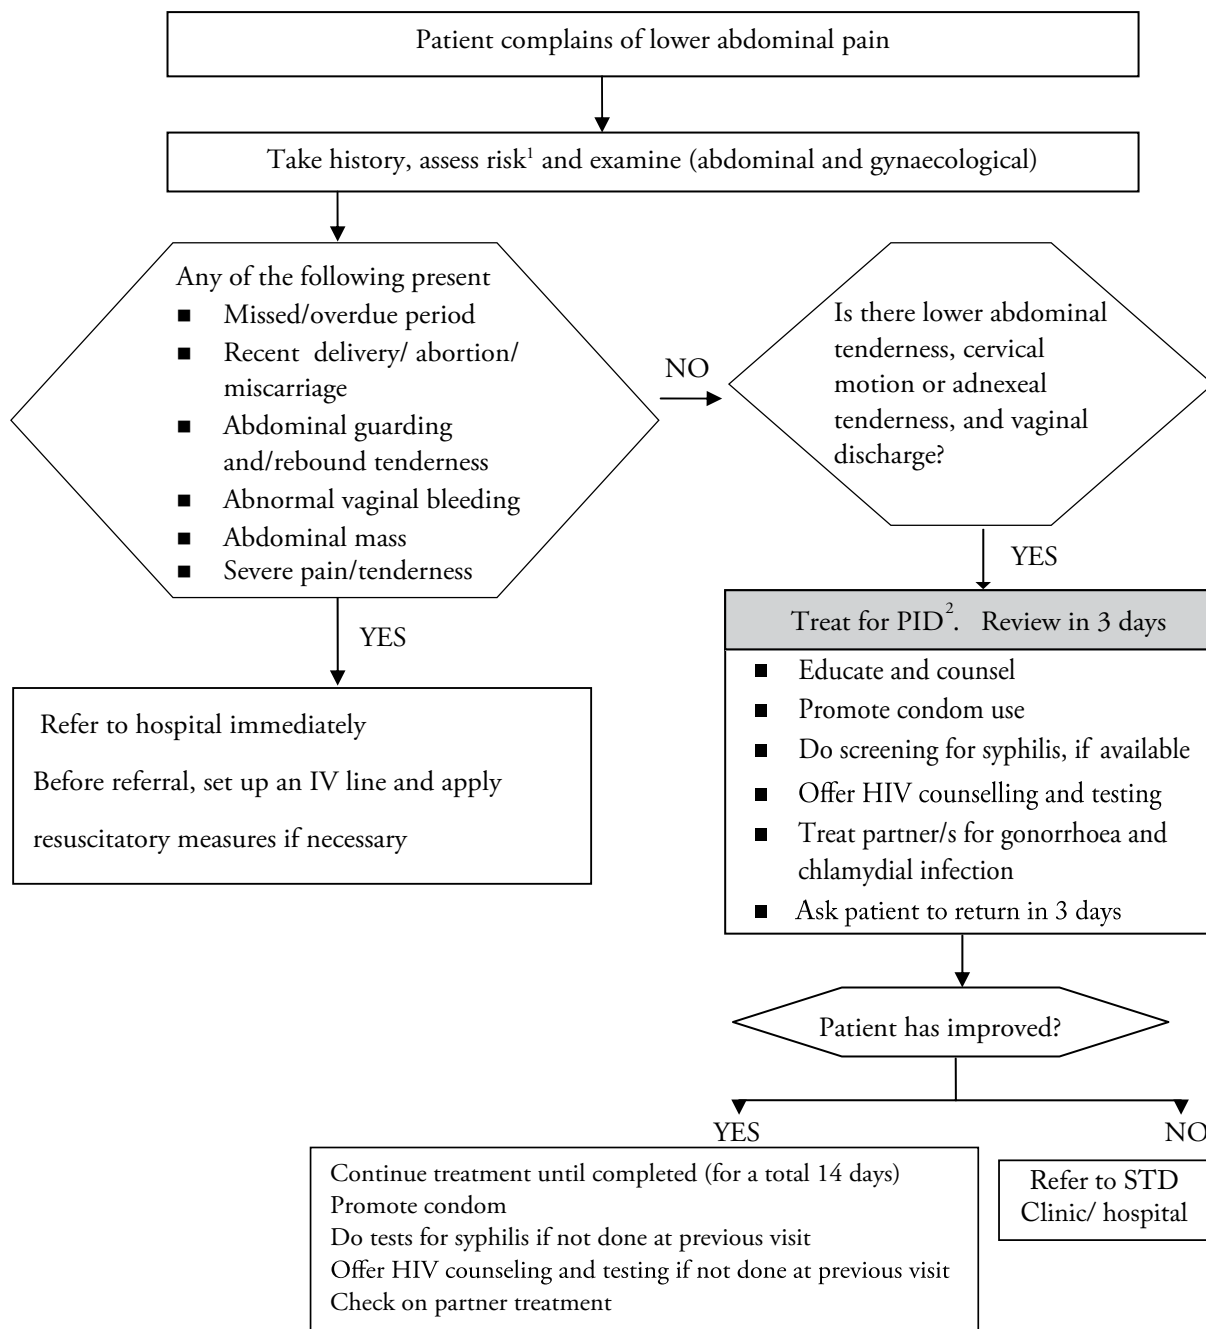 Patient complains of lower abdominal pain
Take history, assess risk¹ and examine (abdominal and gynaecological)
Any of the following present
■ Missed/overdue period
■ Recent delivery/ abortion/
miscarriage
■ Abdominal guarding
and/rebound tenderness
■ Abnormal vaginal bleeding
■ Abdominal mass
■ Severe pain/tenderness
NO
Is there lower abdominal
tenderness, cervical
motion or adnexeal
tenderness, and vaginal
discharge?
YES
YES
Refer to hospital immediately
Before referral, set up an IV line and apply
resuscitatory measures if necessary
Treat for PID². Review in 3 days
■ Educate and counsel
■ Promote condom use
■ Do screening for syphilis, if available
■ Offer HIV counselling and testing
■ Treat partner/s for gonorrhoea and
chlamydial infection
■ Ask patient to return in 3 days
Patient has improved?
YES
NO
Continue treatment until completed (for a total 14 days)
Promote condom
Do tests for syphilis if not done at previous visit
Offer HIV counseling and testing if not done at previous visit
Check on partner treatment
Refer to STD
Clinic/ hospital